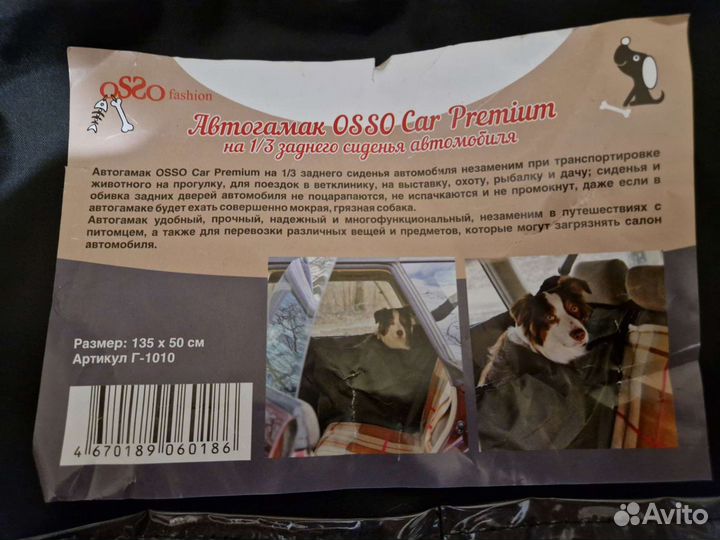 OSSO fashion
Автогамак OSSO Car Premium
на 1/3 заднего сиденья автомобиля
Автогамак OSSO Car Premium на 1/3 заднего сиденья автомобиля незаменим при транспортировке
животного на прогулку, для поездок в ветклинику, на выставку, охоту, рыбалку и дачу; сиденья и
обивка задних дверей автомобиля не поцарапаются, не испачкаются и не промокнут, даже если в
автогамаке будет ехать совершенно мокрая, грязная собака.
Автогамак удобный, прочный, надежный и многофункциональный, незаменим в путешествиях с
питомцем, а также для перевозки различных вещей и предметов, которые могут загрязнять салон
автомобиля.
Размер: 135 x 50 см
Артикул Г-1010
4 670189 060186
Avito